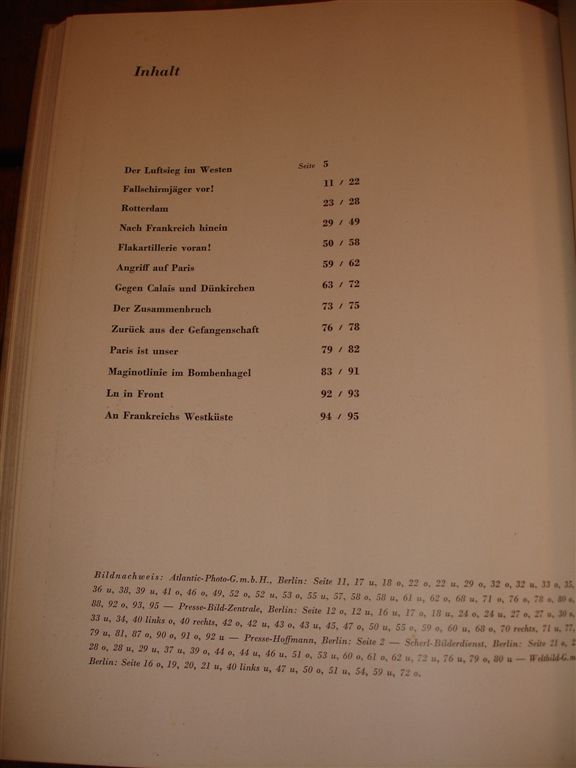 Inhalt
Der Luftsieg im Westen Seite 5
Fallschirmjäger vor! 11 / 22
Rotterdam 23 / 28
Nach Frankreich hinein 29 / 49
Flakartillerie voran! 50 / 58
Angriff auf Paris 59 / 62
Gegen Calais und Dünkirchen 63 / 72
Der Zusammenbruch 73 / 75
Zurück aus der Gefangenschaft 76 / 78
Paris ist unser 79 / 82
Maginotlinie im Bombenhagel 83 / 91
Ln in Front 92 / 93
An Frankreichs Westküste 94 / 95
Bildnachweis: Atlantic-Photo-G.m.b.H., Berlin: Seite 11, 17 u, 18 o, 22 o, 22 u, 29 o, 32 o, 32 u, 33 o, 35,
36 u, 38, 39 u, 41 o, 46 o, 49, 52 o, 52 u, 53 o, 55 u, 57, 58 o, 58 u, 61 u, 62 o, 68 u, 71 o, 76 o, 78 o, 80 o,
88, 92 o, 93, 95 — Presse-Bild-Zentrale, Berlin: Seite 12 o, 12 u, 16 u, 17 o, 18 u, 24 o, 24 u, 27 o, 27 u, 30 o,
33 u, 34, 40 links o, 40 rechts, 42 o, 42 u, 43 o, 43 u, 45, 47 o, 50 u, 55 o, 59 o, 60 u, 68 o, 70 rechts, 71 u, 77,
79 u, 81, 87 o, 90 o, 91 o, 92 u — Presse-Hoffmann, Berlin: Seite 2 — Scherl-Bilderdienst, Berlin: Seite 21 o,
28 o, 28 u, 29 u, 37 o, 39 o, 44 o, 44 u, 46 u, 51 o, 53 u, 60 o, 61 o, 62 u, 72 u, 76 u, 79 o, 80 u — Weltbild-G.m
Berlin: Seite 16 o, 19, 20, 21 u, 40 links u, 47 u, 50 o, 51 u, 54, 59 u, 72 o.